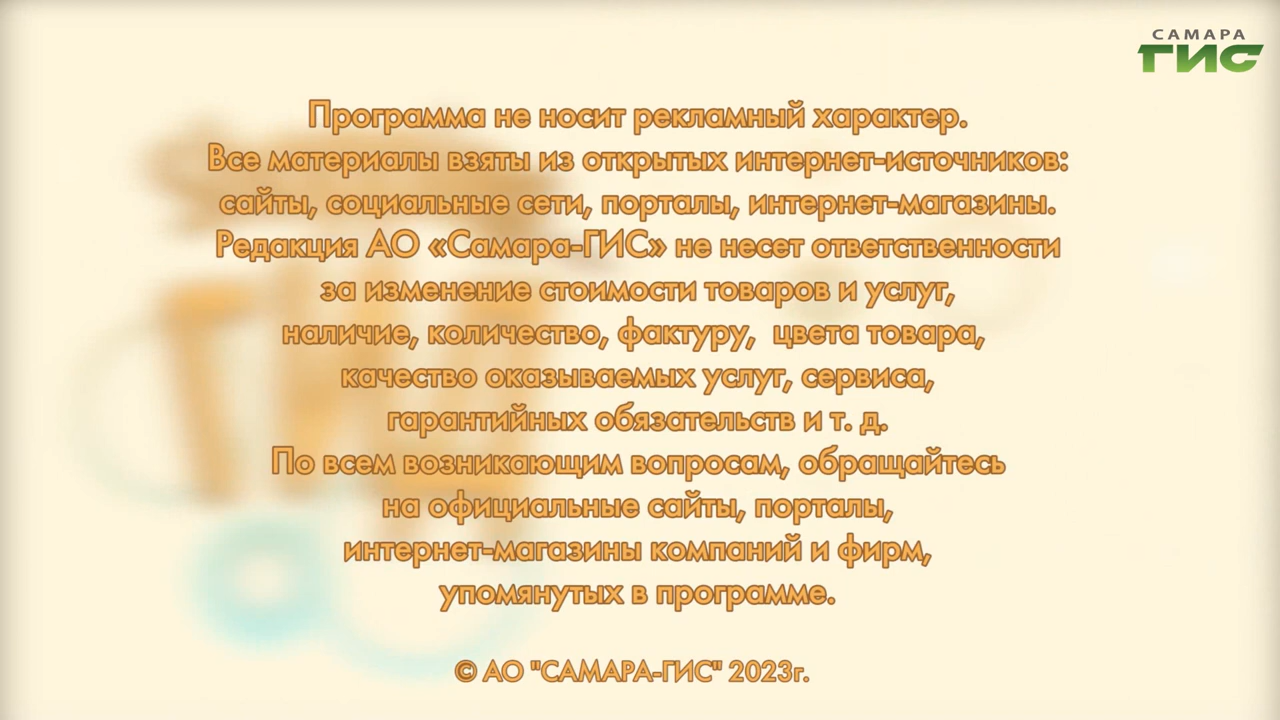 САМАРА
ГИС
Программа не носит рекламный характер.
Все материалы взяты из открытых интернет-источников:
сайты, социальные сети, порталы, интернет-магазины.
Редакция АО «Самара-ГИС» не несет ответственности
за изменение стоимости товаров и услуг,
наличие, количество, фактуру, цвета товара,
качество оказываемых услуг, сервиса,
гарантийных обязательств и т. д.
По всем возникающим вопросам, обращайтесь
на официальные сайты, порталы,
интернет-магазины компаний и фирм,
упомянутых в программе.
© АО "САМАРА-ГИС" 2023г.